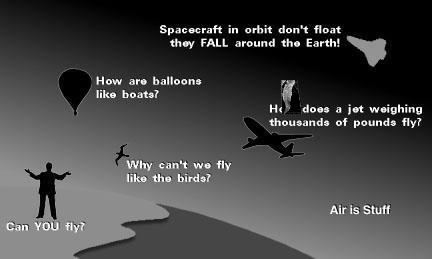 Spacecraft in orbit don't float
they FALL around the Earth!
How are balloons
like boats?
does a jet weighing
thousands of pounds fly?
Why can't we fly
like the birds?
Air is Stuff
Can YOU fly?